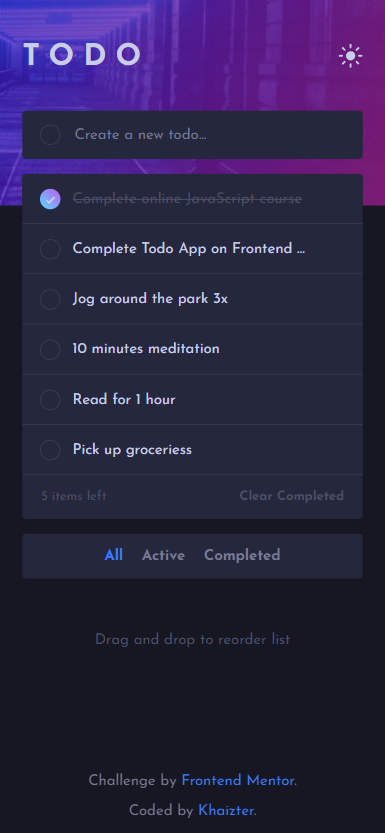 TODO
Create a new todo...
Complete online JavaScript course
Complete Todo App on Frontend ...
Jog around the park 3x
10 minutes meditation
Read for 1 hour
Pick up groceriess
5 items left Clear Completed
All Active Completed
Drag and drop to reorder list
Challenge by Frontend Mentor.
Coded by Khaizter.